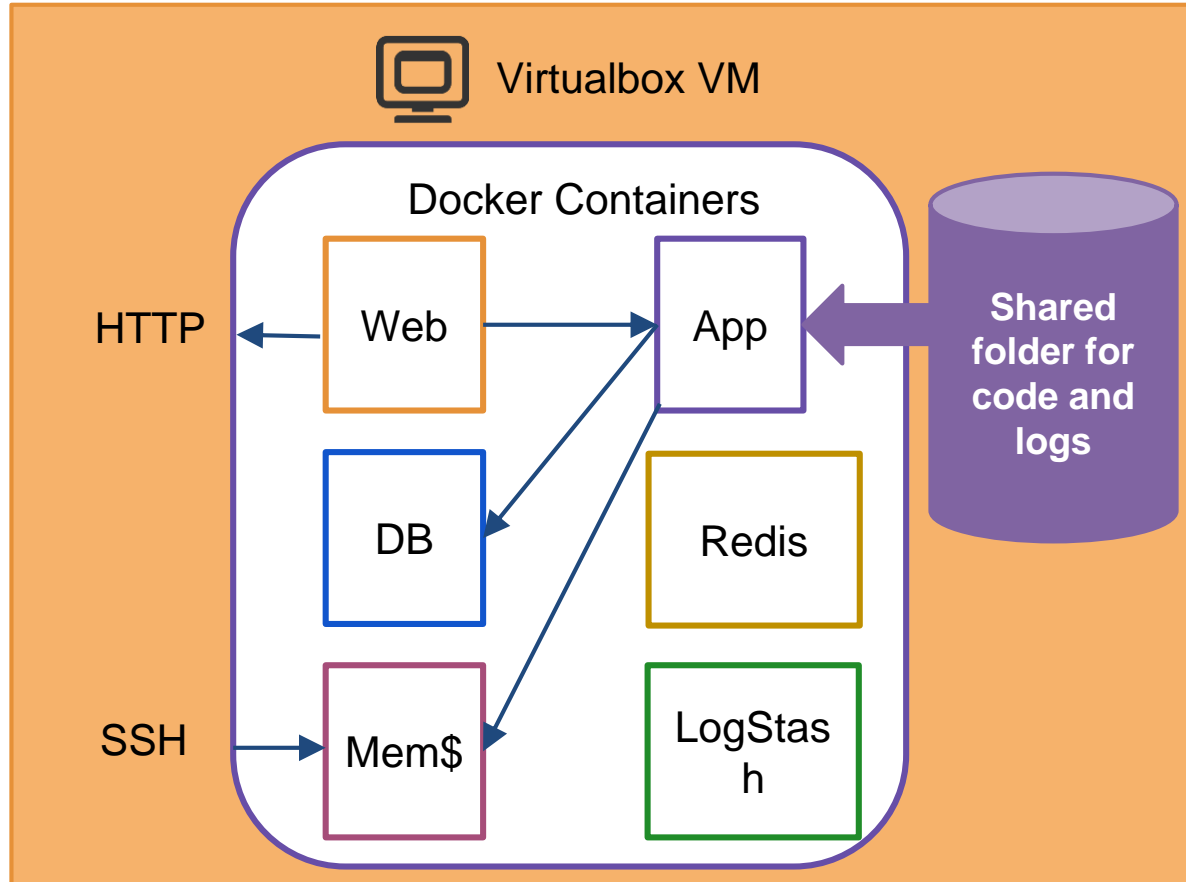 Virtualbox VM
Docker Containers
HTTP
Web
App
Shared
folder for
code and
logs
DB
Redis
SSH
Mem$
LogStas
h